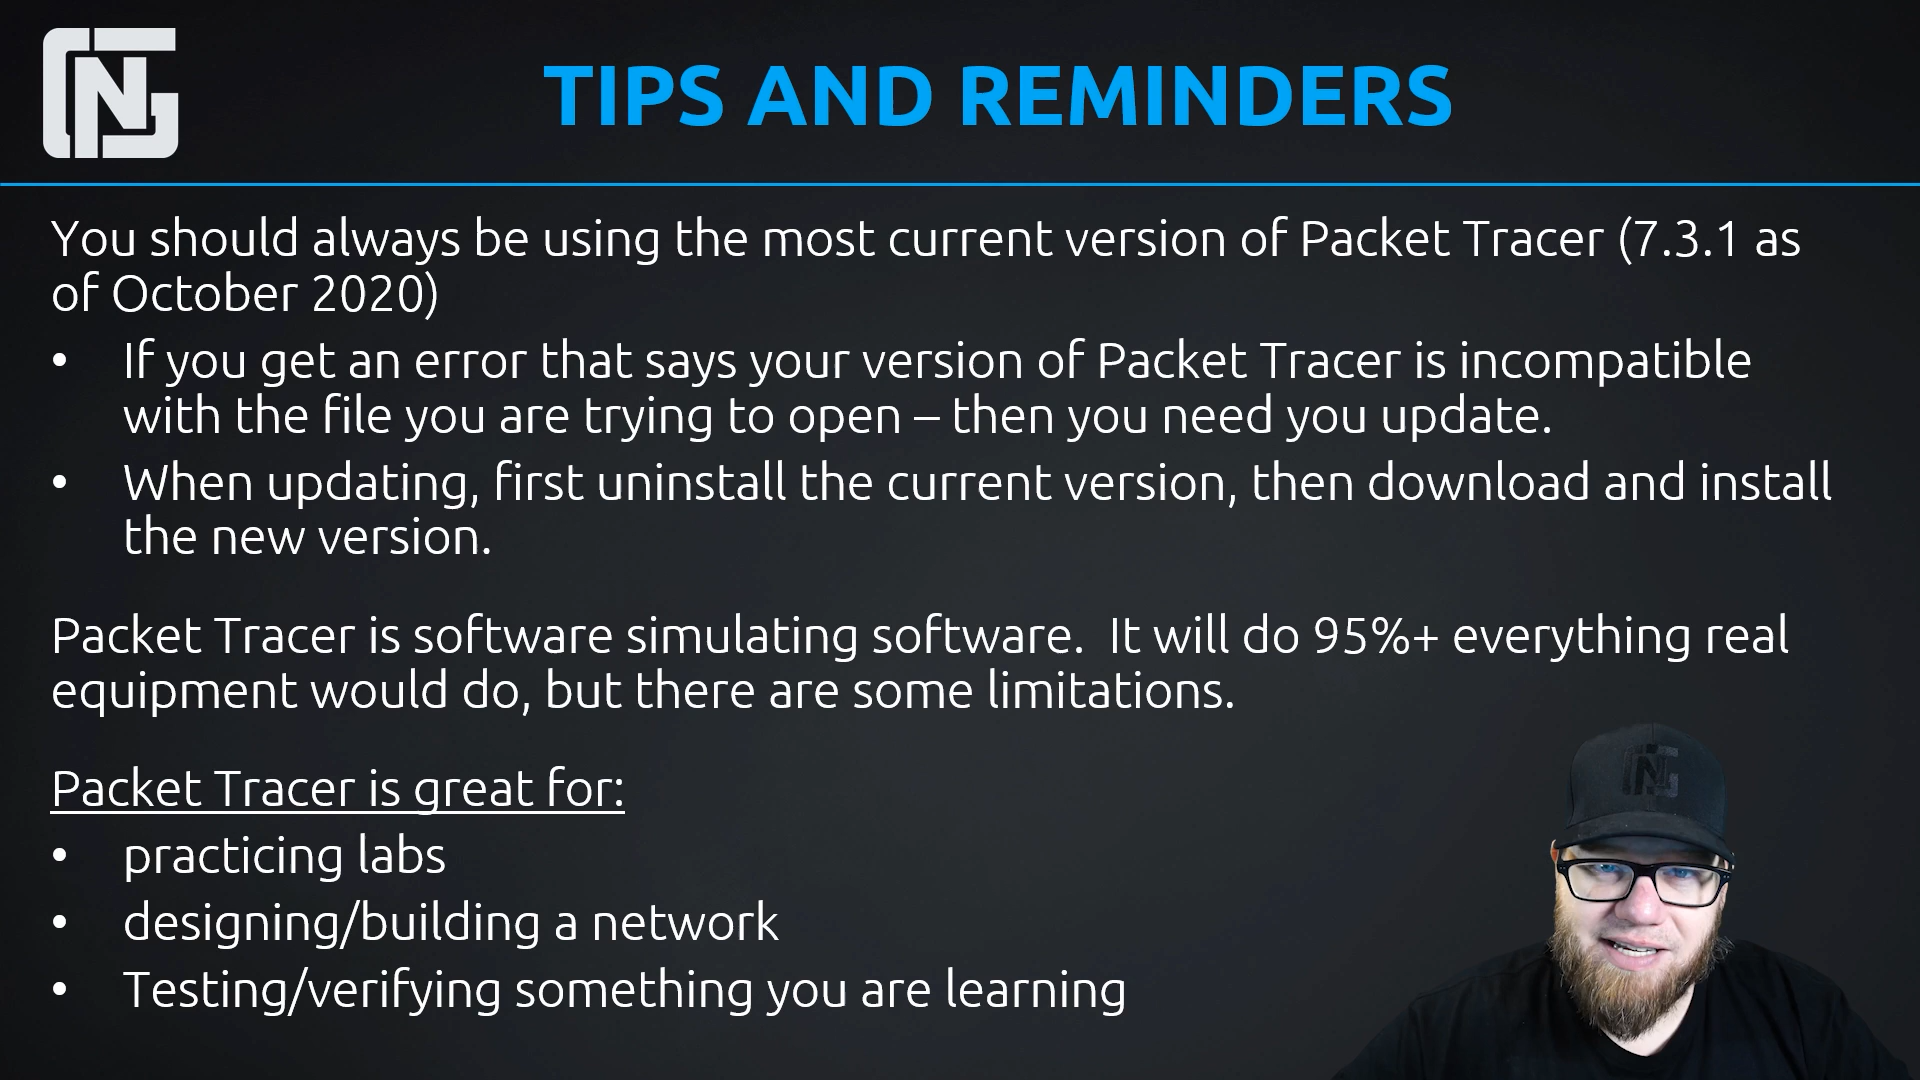 TIPS AND REMINDERS
You should always be using the most current version of Packet Tracer (7.3.1 as
of October 2020)
• If you get an error that says your version of Packet Tracer is incompatible
with the file you are trying to open – then you need you update.
• When updating, first uninstall the current version, then download and install
the new version.
Packet Tracer is software simulating software.  It will do 95%+ everything real
equipment would do, but there are some limitations.
Packet Tracer is great for:
• practicing labs
• designing/building a network
• Testing/verifying something you are learning